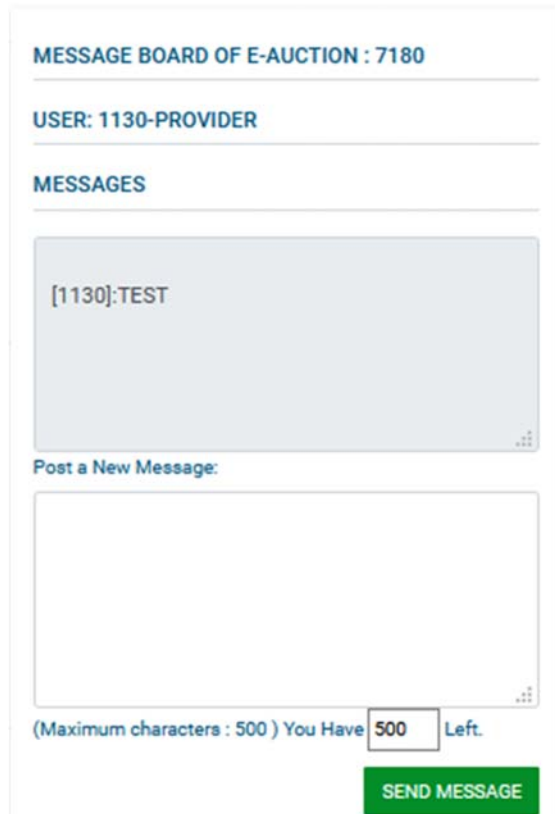 MESSAGE BOARD OF E-AUCTION : 7180
USER: 1130-PROVIDER
MESSAGES
[1130]:TEST
Post a New Message:
(Maximum characters : 500 ) You Have 500 Left.
SEND MESSAGE